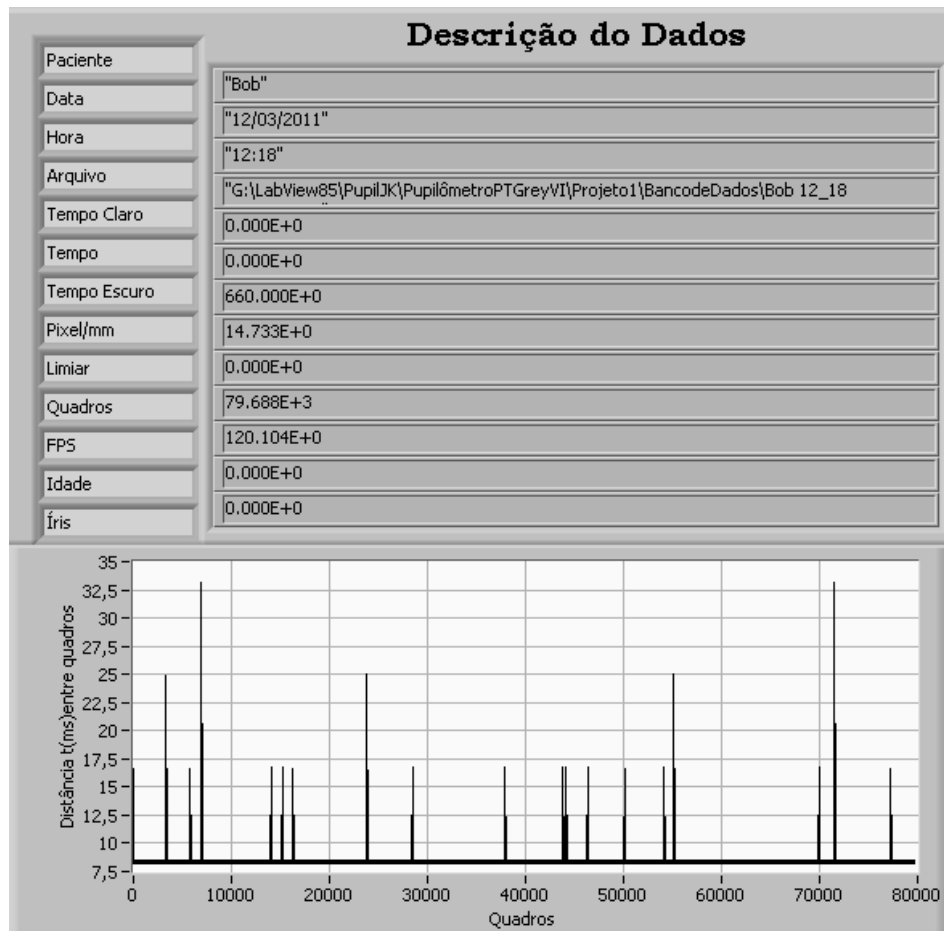 Descrição do Dados
Paciente
Data
Hora
Arquivo
Tempo Claro
Tempo
Tempo Escuro
Pixel/mm
Limiar
Quadros
FPS
Idade
Íris
"Bob"
"12/03/2011"
"12:18"
"G:\LabView85\PupilJK\PupilômetroPTGreyVI\Projeto1\BancodeDados\Bob 12_18
0.000E+0
0.000E+0
660.000E+0
14.733E+0
0.000E+0
79.688E+3
120.104E+0
0.000E+0
0.000E+0
Distância t(ms)entre quadros
35
32,5
30
27,5
25
22,5
20
17,5
15
12,5
10
7,5
0 10000 20000 30000 40000 50000 60000 70000 80000
Quadros